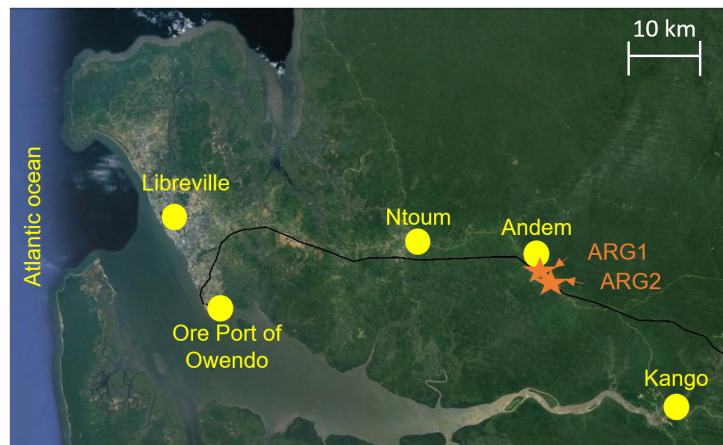 10 km
Libreville
Ntoum
Andem
ARG1
ARG2
Atlantic ocean
Ore Port of
Owendo
Kango